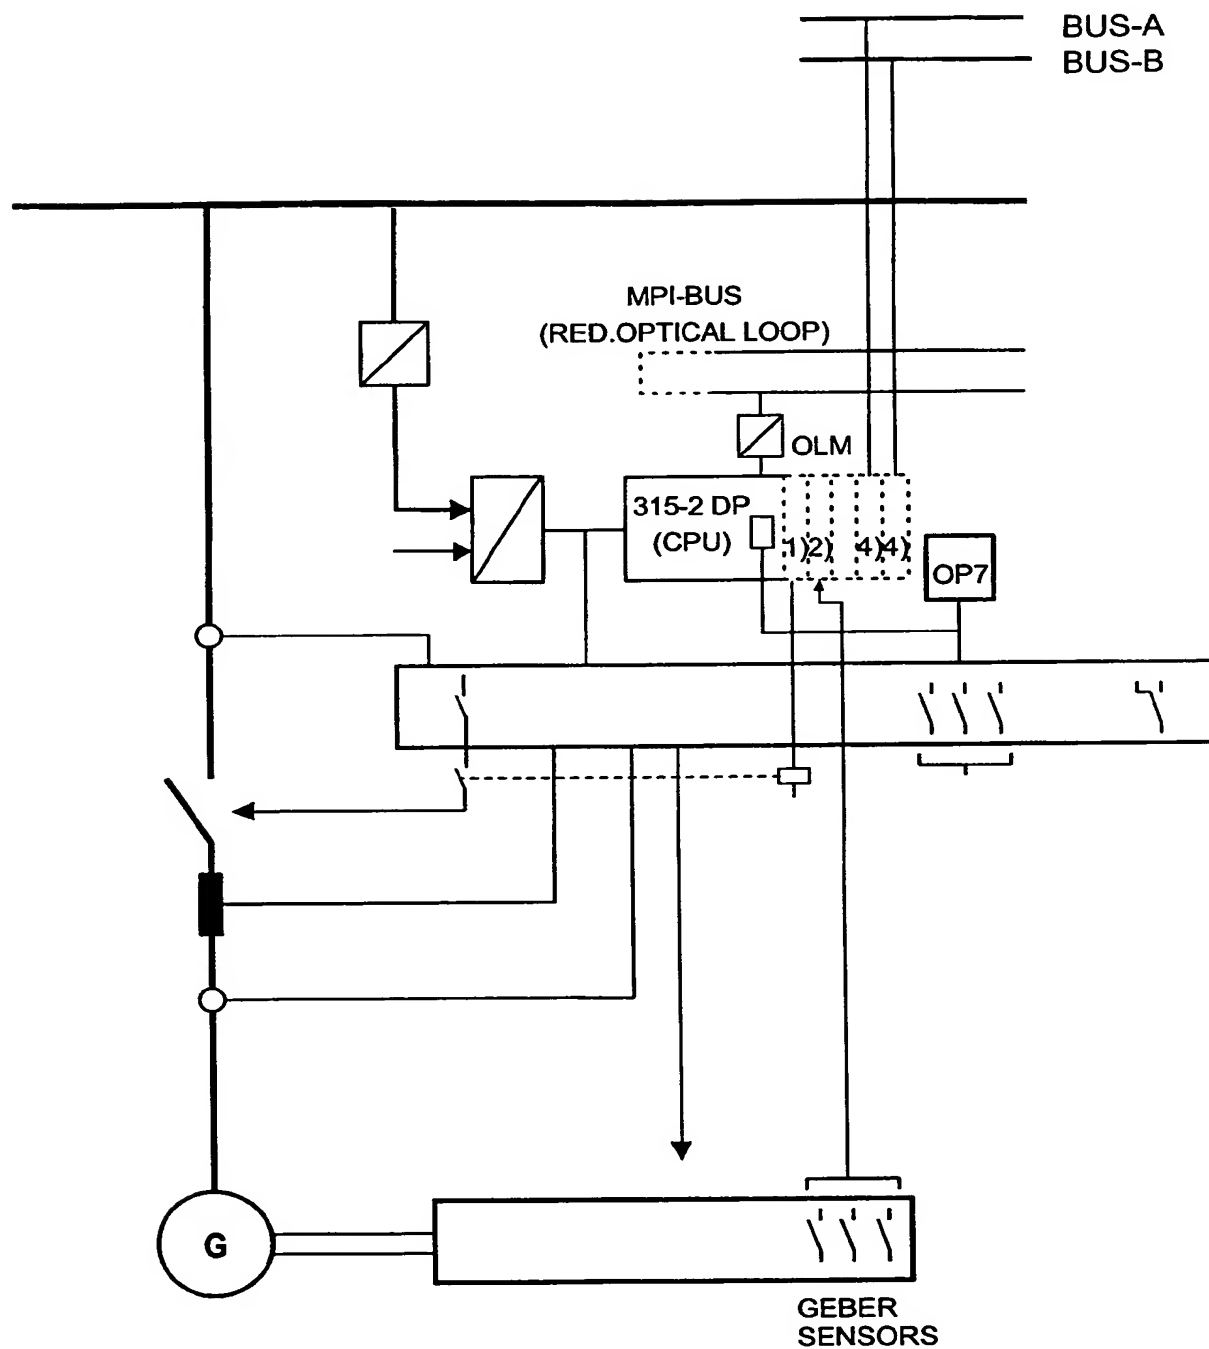 BUS-A
BUS-B
MPI-BUS
(RED.OPTICAL LOOP)
OLM
315-2 DP
(CPU)
1) 2) 4) 4)
OP7
G
GEBER
SENSORS